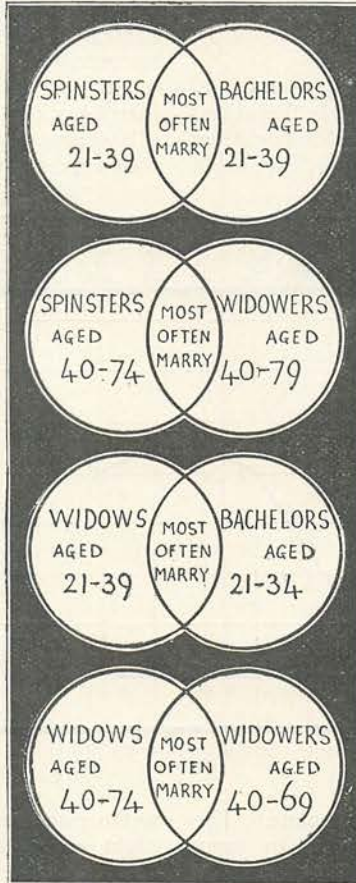 SPINSTERS
AGED
21-39
MOST
OFTEN
MARRY
BACHELORS
AGED
21-39
SPINSTERS
AGED
40-74
MOST
OFTEN
MARRY
WIDOWERS
AGED
40-79
WIDOWS
AGED
21-39
MOST
OFTEN
MARRY
BACHELORS
AGED
21-34
WIDOWS
AGED
40-74
MOST
OFTEN
MARRY
WIDOWERS
AGED
40-69